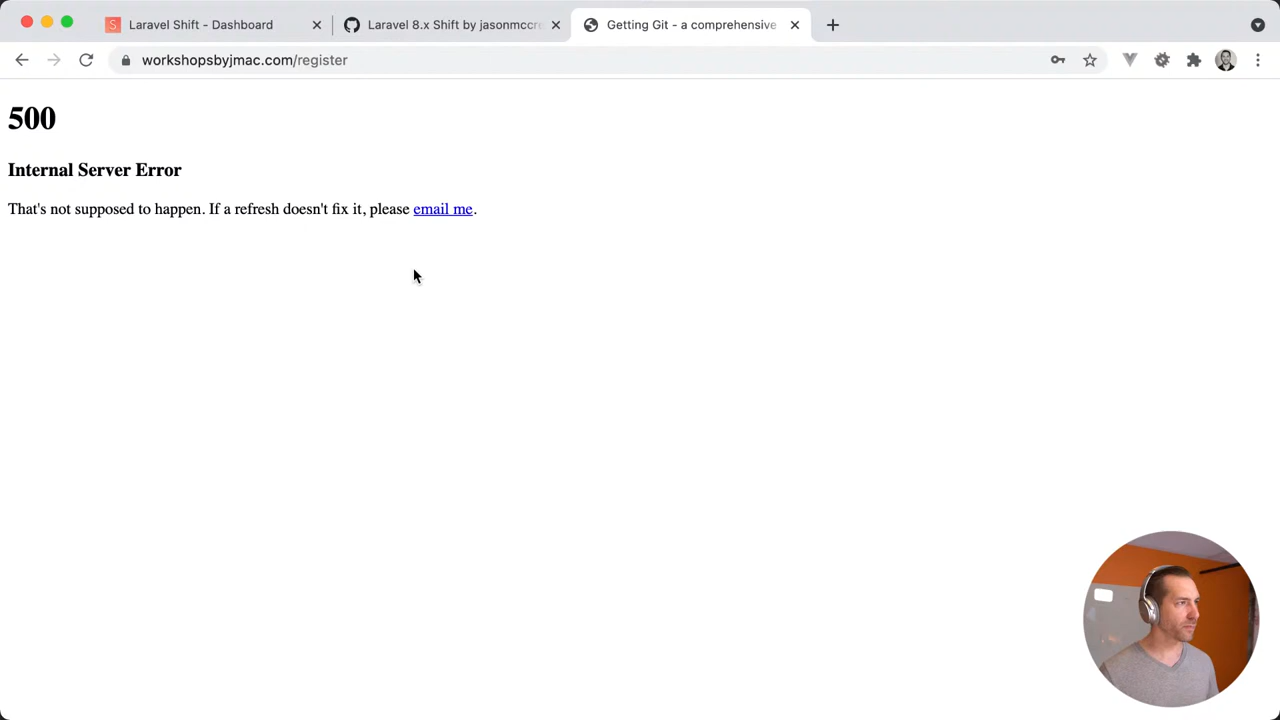 Laravel Shift - Dashboard
Laravel 8.x Shift by jasonmccre
Getting Git - a comprehensive
workshopsbyjmac.com/register
500
Internal Server Error
That's not supposed to happen. If a refresh doesn't fix it, please email me.